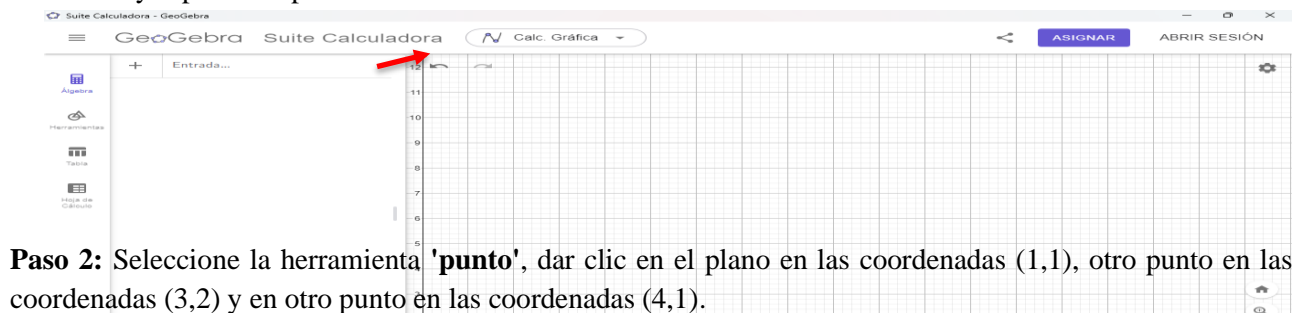 Suite Calculadora - GeoGebra
GeoGebra Suite Calculadora Calc. Gráfica ASIGNAR ABRIR SESIÓN
+ Entrada...
Álgebra
Herramientas
Tabla
Hoja de
Cálculo
12
11
10
9
8
7
6
5
Paso 2: Seleccione la herramienta 'punto', dar clic en el plano en las coordenadas (1,1), otro punto en las
coordenadas (3,2) y en otro punto en las coordenadas (4,1).